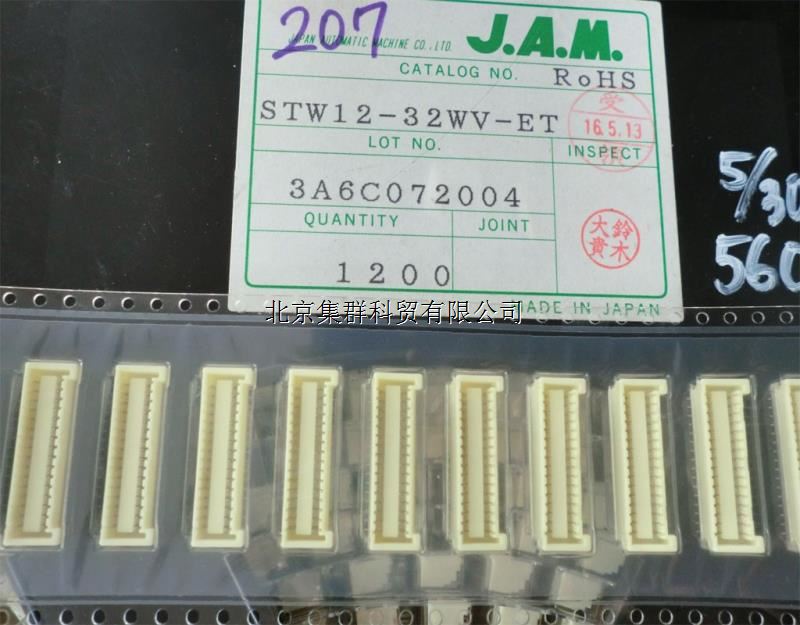 207
JAPAN AUTOMATIC MACHINE CO., LTD.
J.A.M.
CATALOG NO. RoHS
STW12-32WV-ET
受
16.5.13
LOT NO.
INSPECT
3A6C072004
QUANTITY JOINT
大鈴
貴木
1200
MADE IN JAPAN
北京集群科贸有限公司
5/30
560